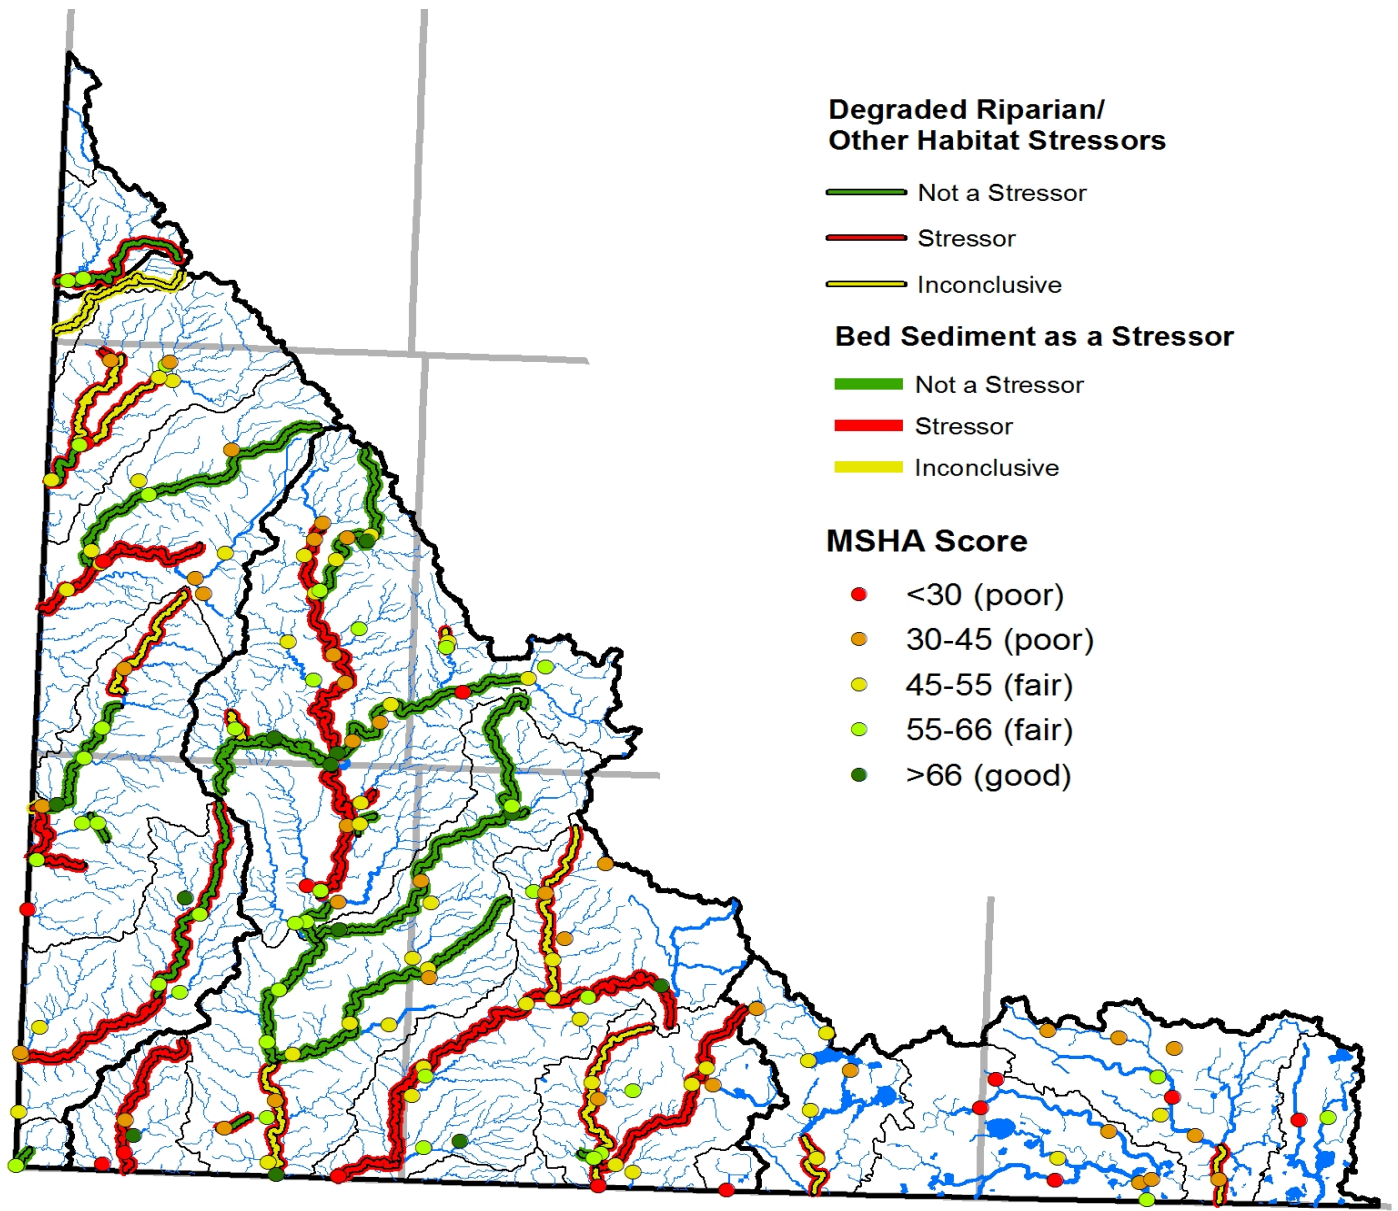 Degraded Riparian/
Other Habitat Stressors
Not a Stressor
Stressor
Inconclusive
Bed Sediment as a Stressor
Not a Stressor
Stressor
Inconclusive
MSHA Score
<30 (poor)
30-45 (poor)
45-55 (fair)
55-66 (fair)
>66 (good)